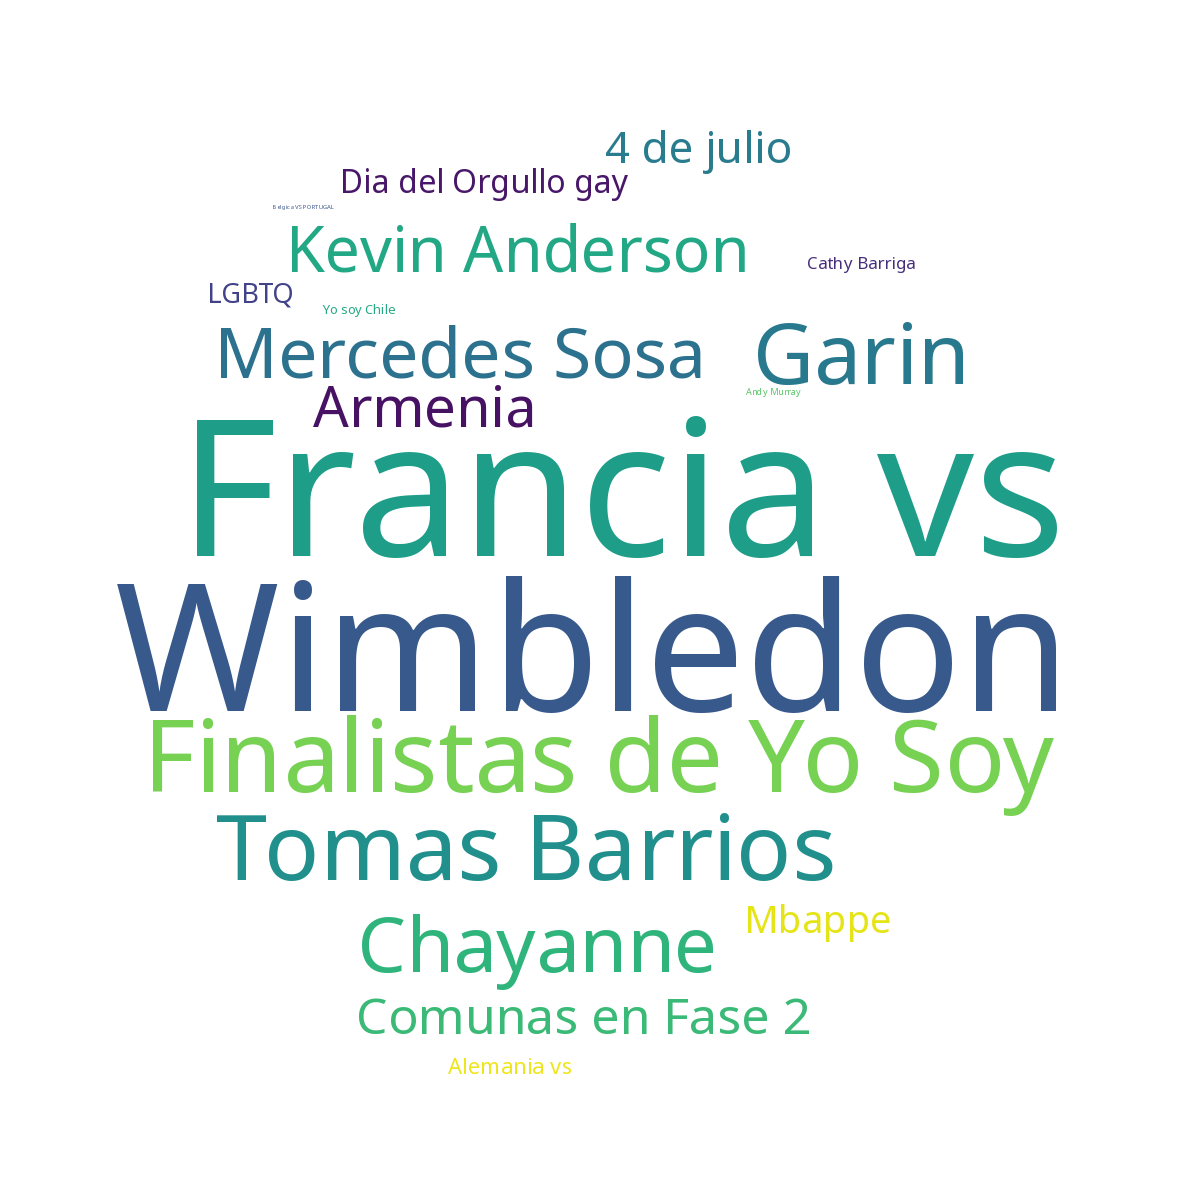 4 de julio
Dia del Orgullo gay
Belgica VS PORTUGAL
Kevin Anderson
Cathy Barriga
LGBTQ
Yo soy Chile
Mercedes Sosa
Garin
Andy Murray
Armenia
Francia vs
Wimbledon
Finalistas de Yo Soy
Tomas Barrios
Mbappe
Chayanne
Comunas en Fase 2
Alemania vs